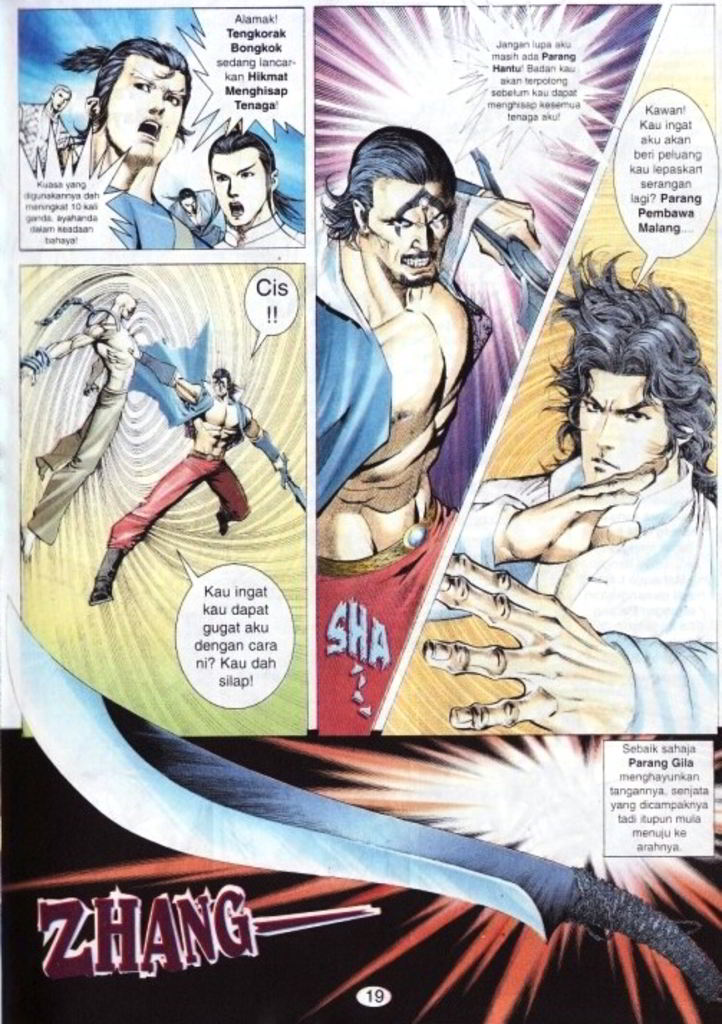 Alamak!
Tengkorak
Bongkok
sedang lancar-
kan Hikmat
Menghisap
Tenaga!
Kuasa yang
digunakannya dah
meningkat 10 kali
ganda, ayahanda
dalam keadaan
bahaya!
Jangan lupa aku
masih ada Parang
Hantu! Badan kau
akan terpotong
sebelum kau dapat
menghisap kesemua
tenaga aku!
Kawan!
Kau ingat
aku akan
beri peluang
kau lepaskan
serangan
lagi? Parang
Pembawa
Malang....
Cis
!!
Kau ingat
kau dapat
gugat aku
dengan cara
ni? Kau dah
silap!
SHA
Sebaik sahaja
Parang Gila
menghayunkan
tangannya, senjata
yang dicampaknya
tadi itupun mula
menuju ke
arahnya.
ZHANG
19